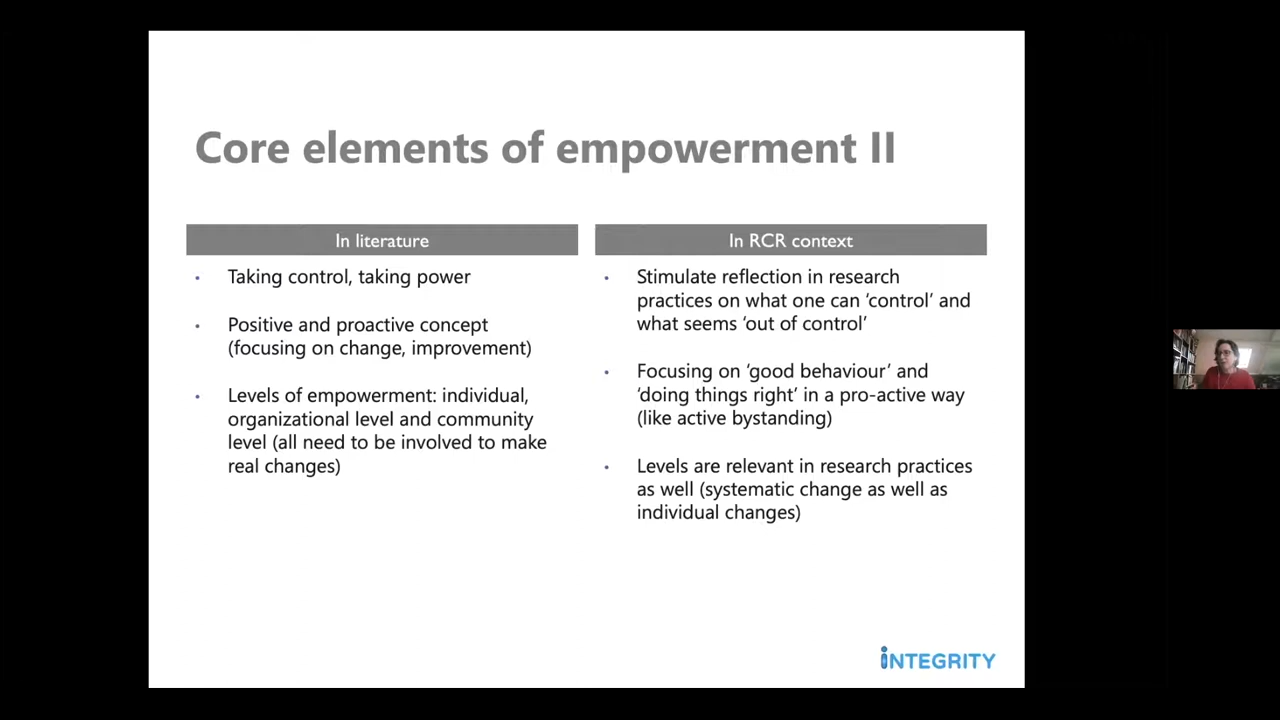 Core elements of empowerment II
In literature
• Taking control, taking power
• Positive and proactive concept
(focusing on change, improvement)
• Levels of empowerment: individual,
organizational level and community
level (all need to be involved to make
real changes)
In RCR context
• Stimulate reflection in research
practices on what one can ‘control’ and
what seems ‘out of control’
• Focusing on ‘good behaviour’ and
‘doing things right’ in a pro-active way
(like active bystanding)
• Levels are relevant in research practices
as well (systematic change as well as
individual changes)
iNTEGRITY